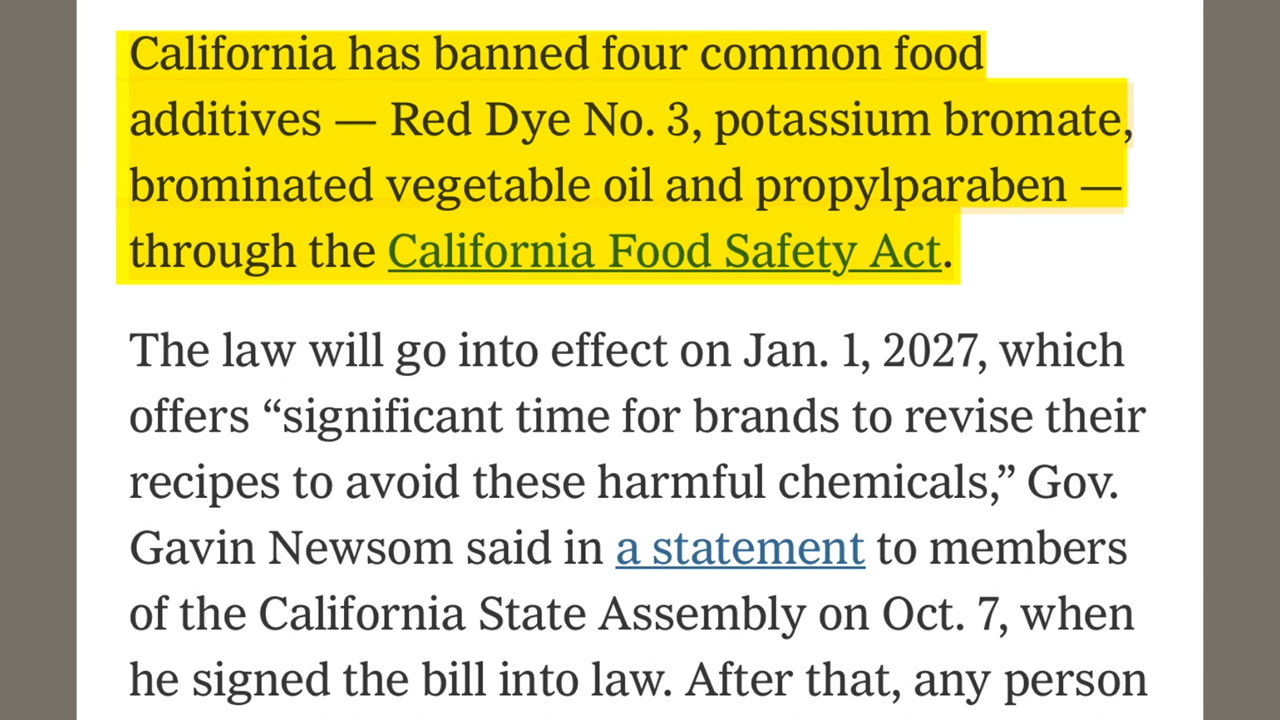 California has banned four common food
additives — Red Dye No. 3, potassium bromate,
brominated vegetable oil and propylparaben —
through the California Food Safety Act.
The law will go into effect on Jan. 1, 2027, which
offers “significant time for brands to revise their
recipes to avoid these harmful chemicals,” Gov.
Gavin Newsom said in a statement to members
of the California State Assembly on Oct. 7, when
he signed the bill into law. After that, any person